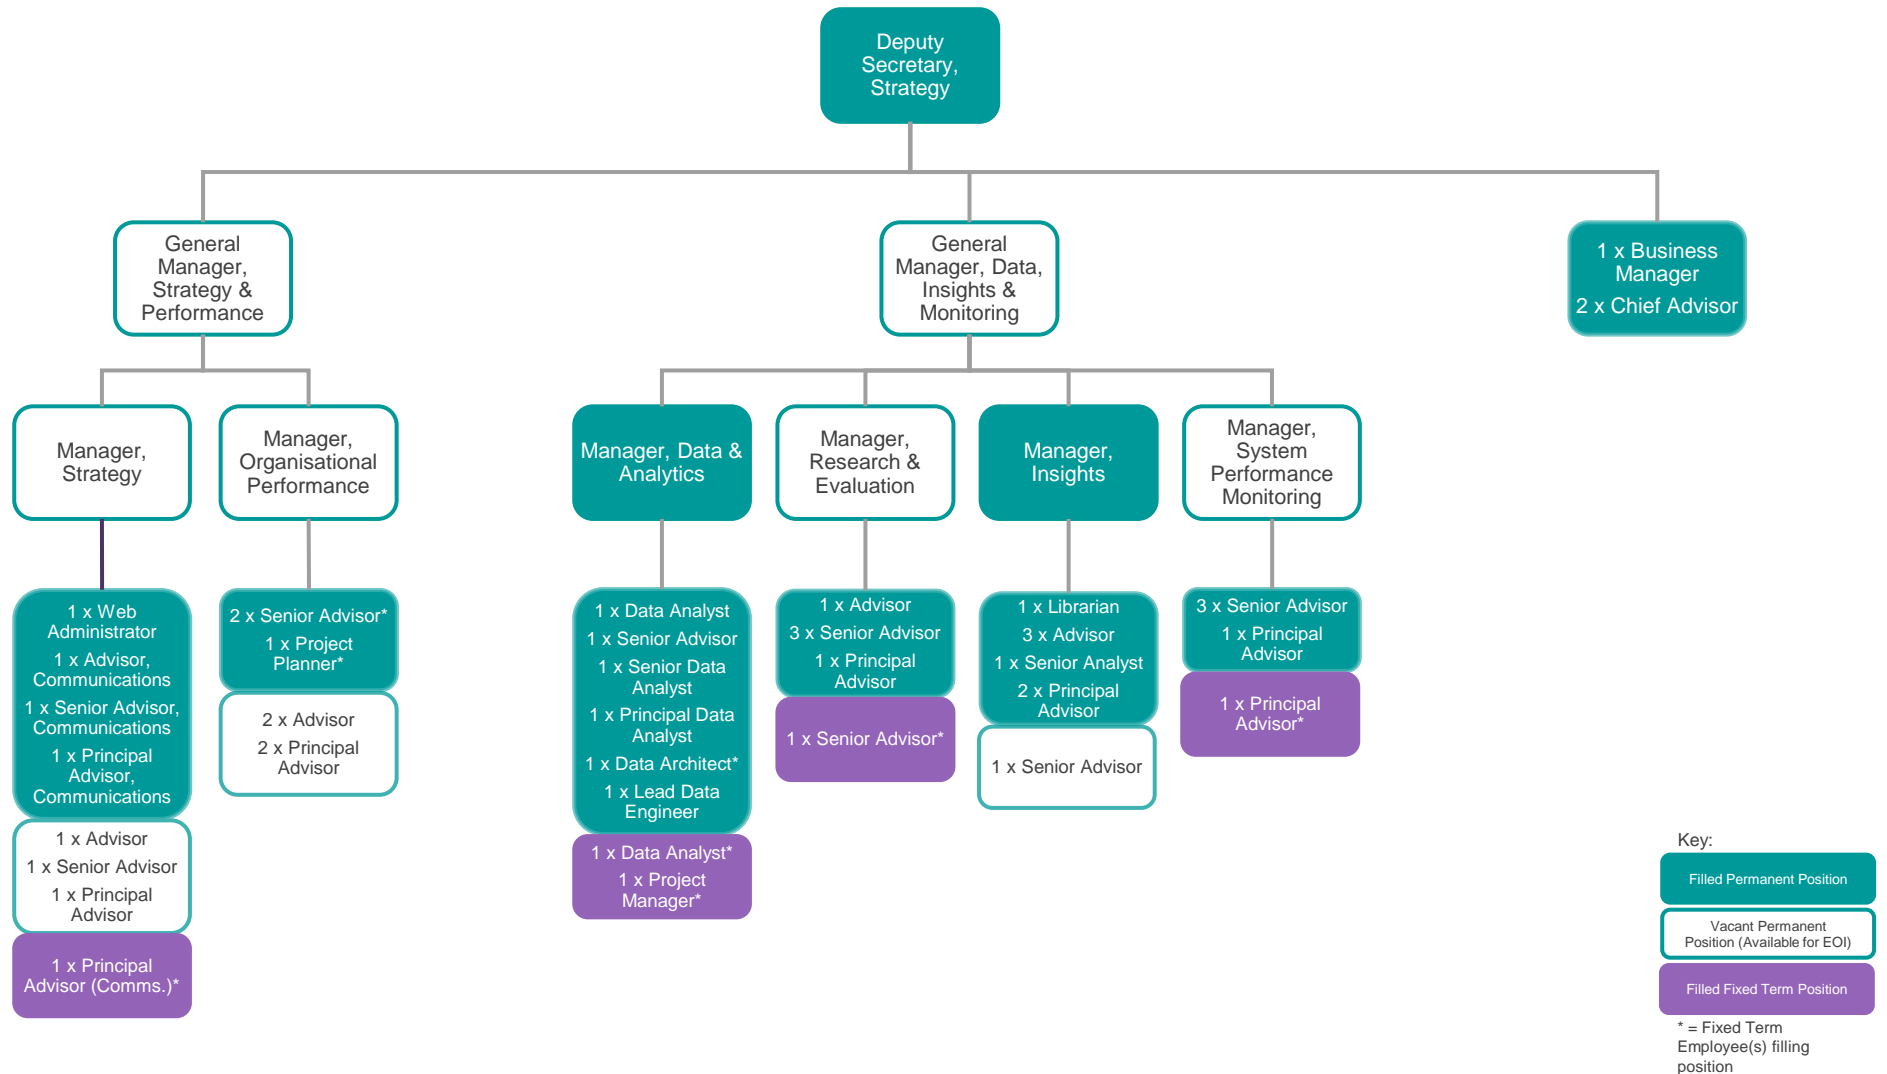 Deputy
Secretary,
Strategy
General
Manager,
Strategy &
Performance
General
Manager, Data,
Insights &
Monitoring
1 x Business
Manager
2 x Chief Advisor
Manager,
Strategy
Manager,
Organisational
Performance
Manager, Data &
Analytics
Manager,
Research &
Evaluation
Manager,
Insights
Manager,
System
Performance
Monitoring
1 x Web
Administrator
1 x Advisor,
Communications
1 x Senior Advisor,
Communications
1 x Principal
Advisor,
Communications
1 x Advisor
1 x Senior Advisor
1 x Principal
Advisor
1 x Principal
Advisor (Comms.)*
2 x Senior Advisor*
1 x Project
Planner*
2 x Advisor
2 x Principal
Advisor
1 x Data Analyst
1 x Senior Advisor
1 x Senior Data
Analyst
1 x Principal Data
Analyst
1 x Data Architect*
1 x Lead Data
Engineer
1 x Data Analyst*
1 x Project
Manager*
1 x Advisor
3 x Senior Advisor
1 x Principal
Advisor
1 x Senior Advisor*
1 x Librarian
3 x Advisor
1 x Senior Analyst
2 x Principal
Advisor
1 x Senior Advisor
3 x Senior Advisor
1 x Principal
Advisor
1 x Principal
Advisor*
Key:
Filled Permanent Position
Vacant Permanent
Position (Available for EOI)
Filled Fixed Term Position
* = Fixed Term
Employee(s) filling
position